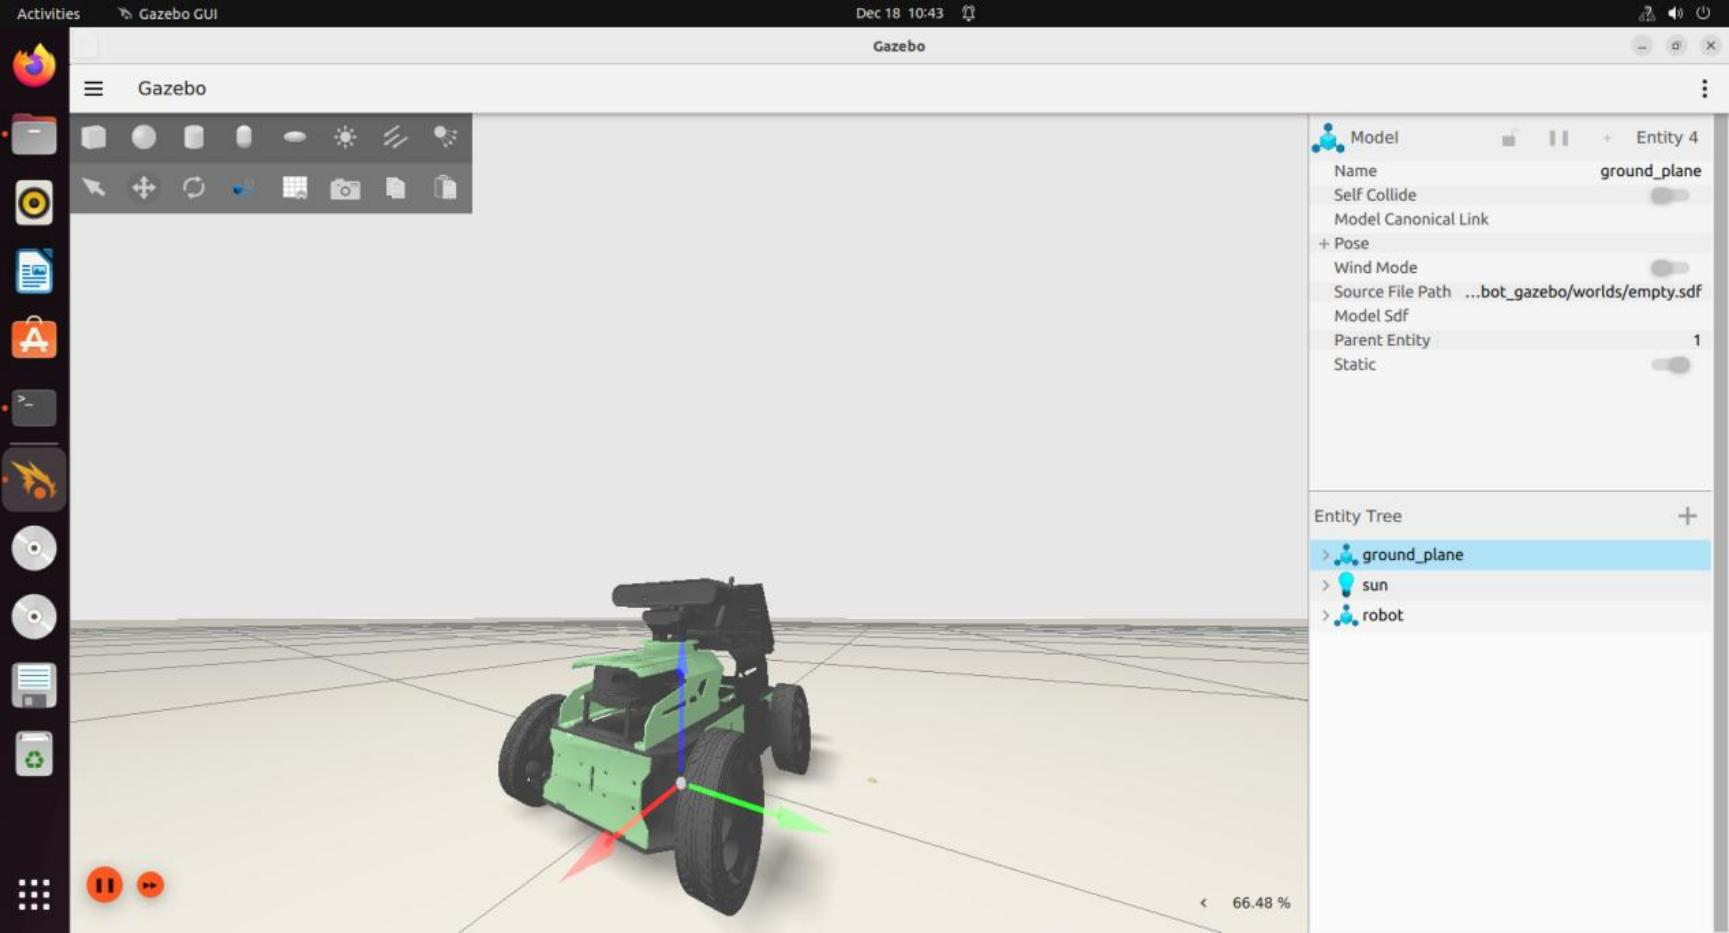 Activities
Gazebo GUI
Dec 18 10:43
Gazebo
Gazebo
Model
Entity 4
Name
ground_plane
Self Collide
Model Canonical Link
+ Pose
Wind Mode
Source File Path
...bot_gazebo/worlds/empty.sdf
Model Sdf
Parent Entity
1
Static
Entity Tree
ground_plane
sun
robot
66.48 %